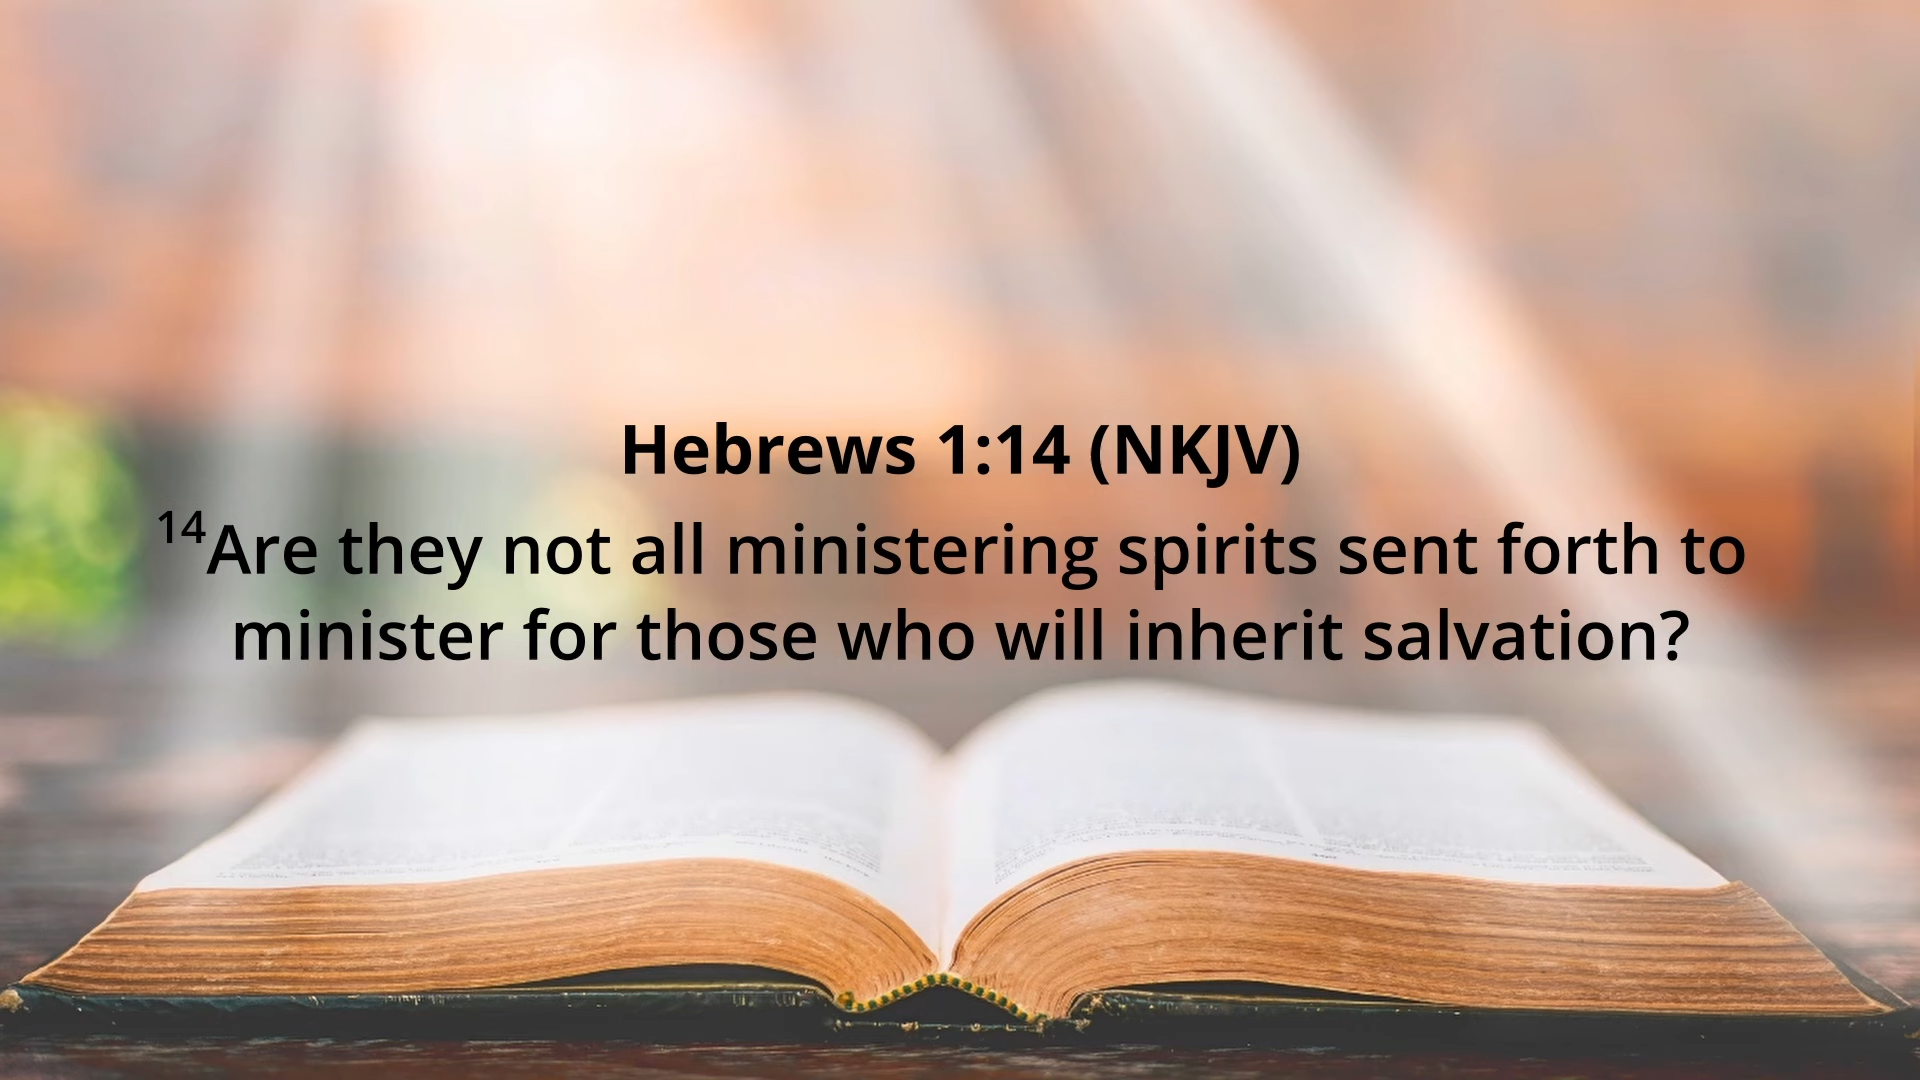 Hebrews 1:14 (NKJV)
14Are they not all ministering spirits sent forth to
minister for those who will inherit salvation?